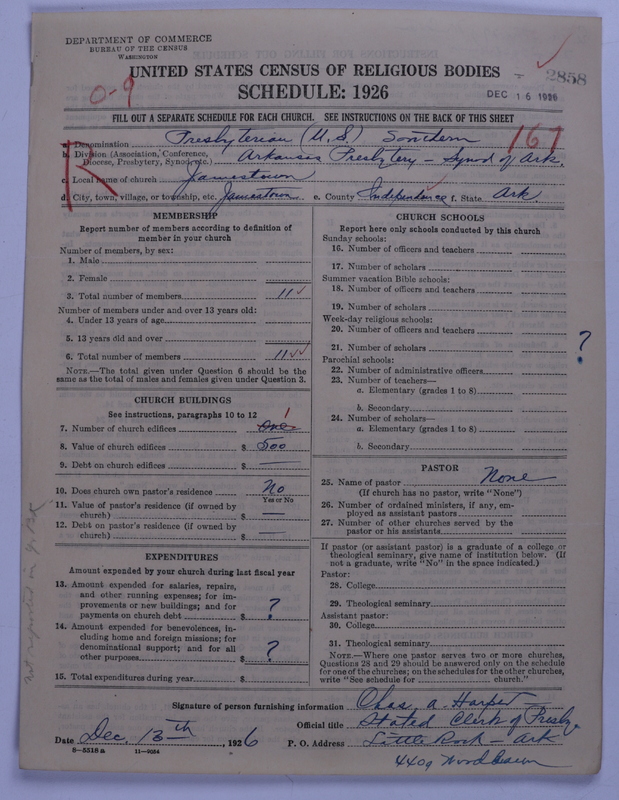 DEPARTMENT OF COMMERCE
BUREAU OF THE CENSUS
WASHINGTON
UNITED STATES CENSUS OF RELIGIOUS BODIES
SCHEDULE: 1926
0-9
2858
DEC 16 1926
FILL OUT A SEPARATE SCHEDULE FOR EACH CHURCH. SEE INSTRUCTIONS ON THE BACK OF THIS SHEET
R
167
a. Denomination Presbyterian (U.S.) Southern
b. Division (Association, Conference, Diocese, Presbytery, Synod, etc.) Arkansas Presbytery – Synod of Ark.
c. Local name of church Jamestown
d. City, town, village, or township, etc. Jamestown e. County Independence f. State Ark.
MEMBERSHIP
Report number of members according to definition of
member in your church
Number of members, by sex:
1. Male
2. Female
3. Total number of members 11
Number of members under and over 13 years old:
4. Under 13 years of age
5. 13 years old and over
6. Total number of members 11
NOTE.—The total given under Question 6 should be the
same as the total of males and females given under Question 3.
CHURCH BUILDINGS
See instructions, paragraphs 10 to 12
7. Number of church edifices One 1
8. Value of church edifices $ 500
9. Debt on church edifices $ —
10. Does church own pastor's residence No
Yes or No
11. Value of pastor's residence (if owned by
church) $ —
12. Debt on pastor's residence (if owned by
church) $ —
EXPENDITURES
Amount expended by your church during last fiscal year
13. Amount expended for salaries, repairs,
and other running expenses; for im-
provements or new buildings; and for
payments on church debt $ ?
14. Amount expended for benevolences, in-
cluding home and foreign missions; for
denominational support; and for all
other purposes $ ?
15. Total expenditures during year $
CHURCH SCHOOLS
Report here only schools conducted by this church
Sunday schools:
16. Number of officers and teachers
17. Number of scholars
Summer vacation Bible schools:
18. Number of officers and teachers
19. Number of scholars
Week-day religious schools:
20. Number of officers and teachers
21. Number of scholars
?
Parochial schools:
22. Number of administrative officers
23. Number of teachers—
a. Elementary (grades 1 to 8)
b. Secondary
24. Number of scholars—
a. Elementary (grades 1 to 8)
b. Secondary
PASTOR
25. Name of pastor None
(If church has no pastor, write "None")
26. Number of ordained ministers, if any, em-
ployed as assistant pastors
27. Number of other churches served by the
pastor or his assistants
If pastor (or assistant pastor) is a graduate of a college or
theological seminary, give name of institution below. (If
not a graduate, write "No" in the space indicated.)
Pastor:
28. College
29. Theological seminary
Assistant pastor:
30. College
31. Theological seminary
NOTE.—Where one pastor serves two or more churches,
Questions 28 and 29 should be answered only on the schedule
for one of the churches; on the schedules for the other churches,
write "See schedule for church."
Signature of person furnishing information Chas. A. Harper
Official title Stated Clerk of Presby.
Date Dec. 13th, 1926 P. O. Address Little Rock – Ark
8—5518a 11—9084
4409
not reported on